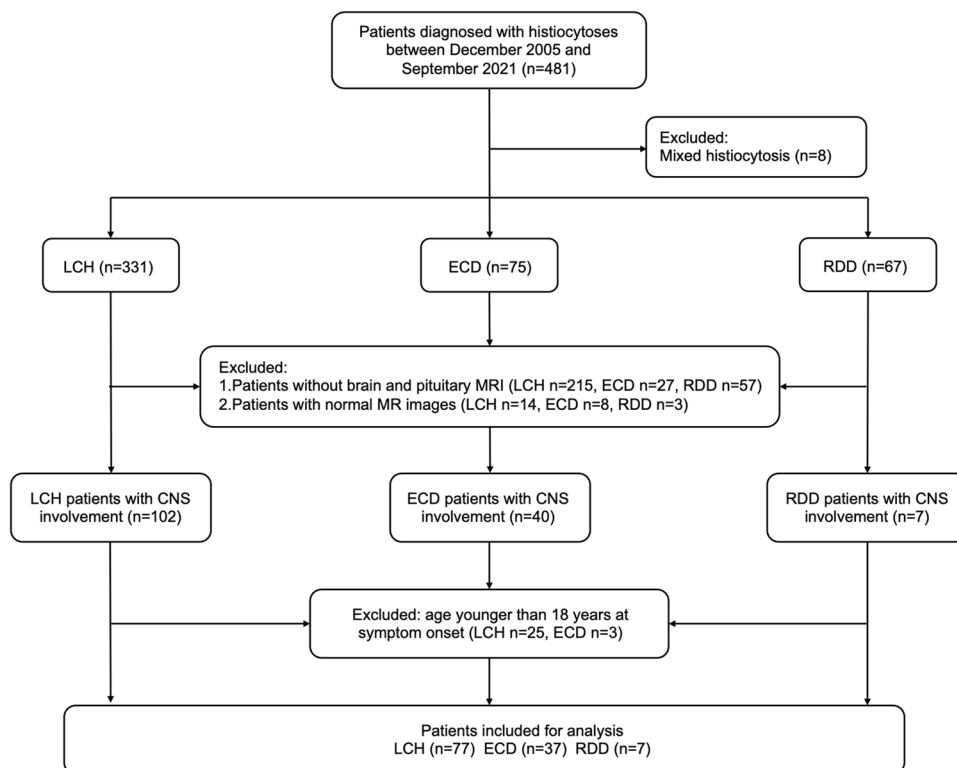 Patients diagnosed with histiocytoses
between December 2005 and
September 2021 (n=481)
Excluded:
Mixed histiocytosis (n=8)
LCH (n=331)
ECD (n=75)
RDD (n=67)
Excluded:
1.Patients without brain and pituitary MRI (LCH n=215, ECD n=27, RDD n=57)
2.Patients with normal MR images (LCH n=14, ECD n=8, RDD n=3)
LCH patients with CNS
involvement (n=102)
ECD patients with CNS
involvement (n=40)
RDD patients with CNS
involvement (n=7)
Excluded: age younger than 18 years at
symptom onset (LCH n=25, ECD n=3)
Patients included for analysis
LCH (n=77) ECD (n=37) RDD (n=7)